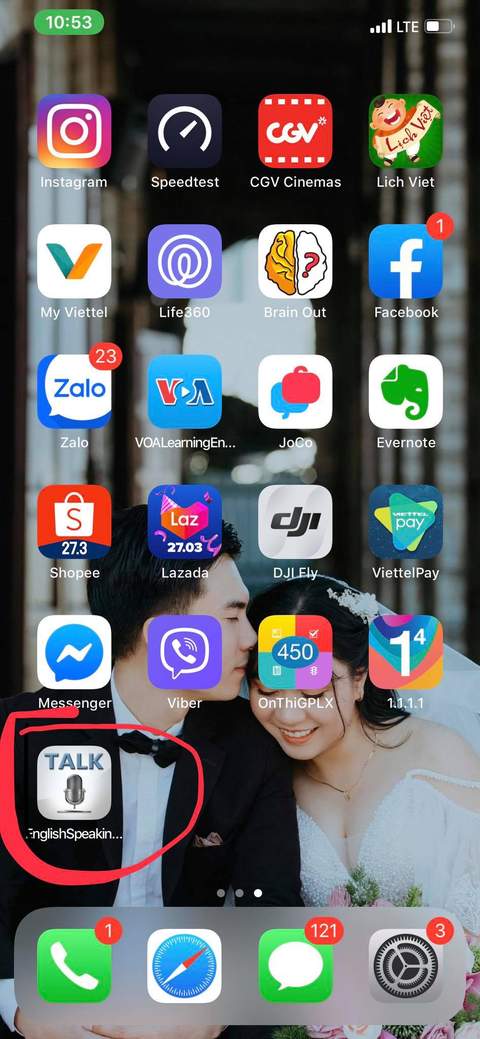 10:53 LTE
CGV
Lịch Việt
Instagram Speedtest CGV Cinemas Lich Viet
? 1
My Viettel Life360 Brain Out Facebook
23
Zalo VOA
Zalo VOALearningEn... JoCo Evernote
S Laz dji VIETTEL
pay
27.3 27.03
Shopee Lazada DJI Fly ViettelPay
450 1⁴
Messenger Viber OnThiGPLX 1.1.1.1
TALK
EnglishSpeakin...
1 121 3